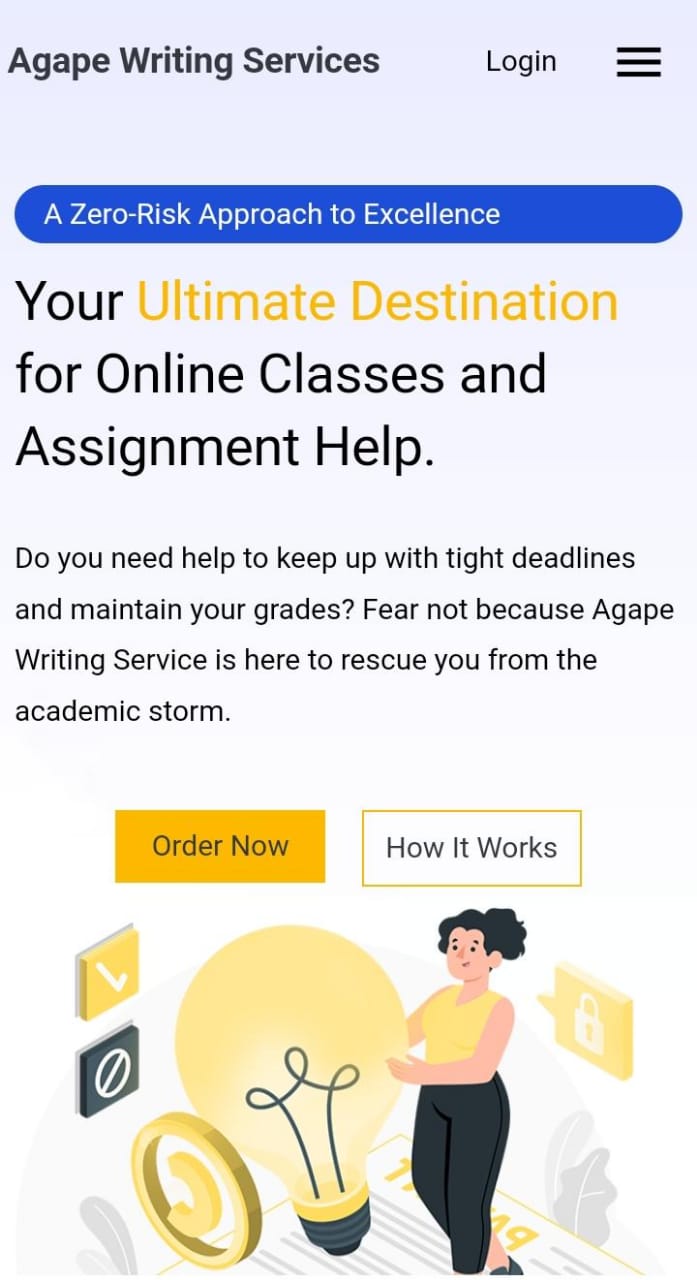 Agape Writing Services
Login
A Zero-Risk Approach to Excellence
Your Ultimate Destination
for Online Classes and
Assignment Help.
Do you need help to keep up with tight deadlines
and maintain your grades? Fear not because Agape
Writing Service is here to rescue you from the
academic storm.
Order Now
How It Works